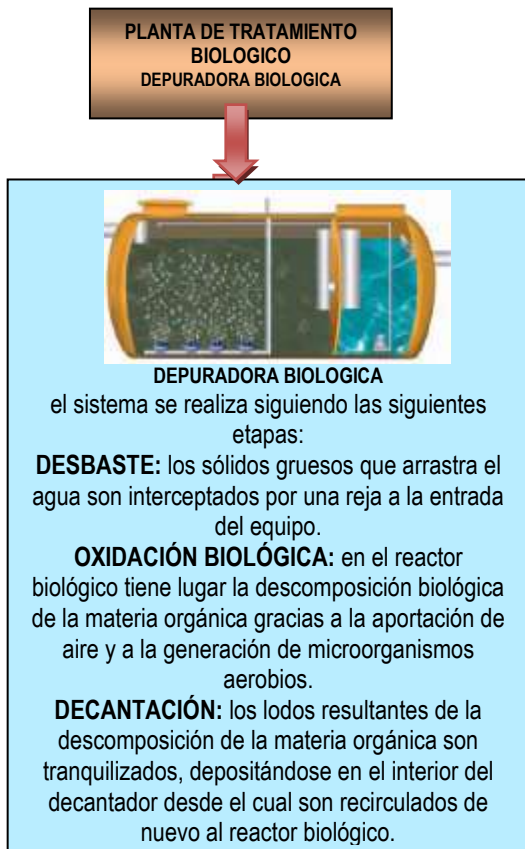 PLANTA DE TRATAMIENTO
BIOLOGICO
DEPURADORA BIOLOGICA
DEPURADORA BIOLOGICA
el sistema se realiza siguiendo las siguientes
etapas:
DESBASTE: los sólidos gruesos que arrastra el
agua son interceptados por una reja a la entrada
del equipo.
OXIDACIÓN BIOLÓGICA: en el reactor
biológico tiene lugar la descomposición biológica
de la materia orgánica gracias a la aportación de
aire y a la generación de microorganismos
aerobios.
DECANTACIÓN: los lodos resultantes de la
descomposición de la materia orgánica son
tranquilizados, depositándose en el interior del
decantador desde el cual son recirculados de
nuevo al reactor biológico.